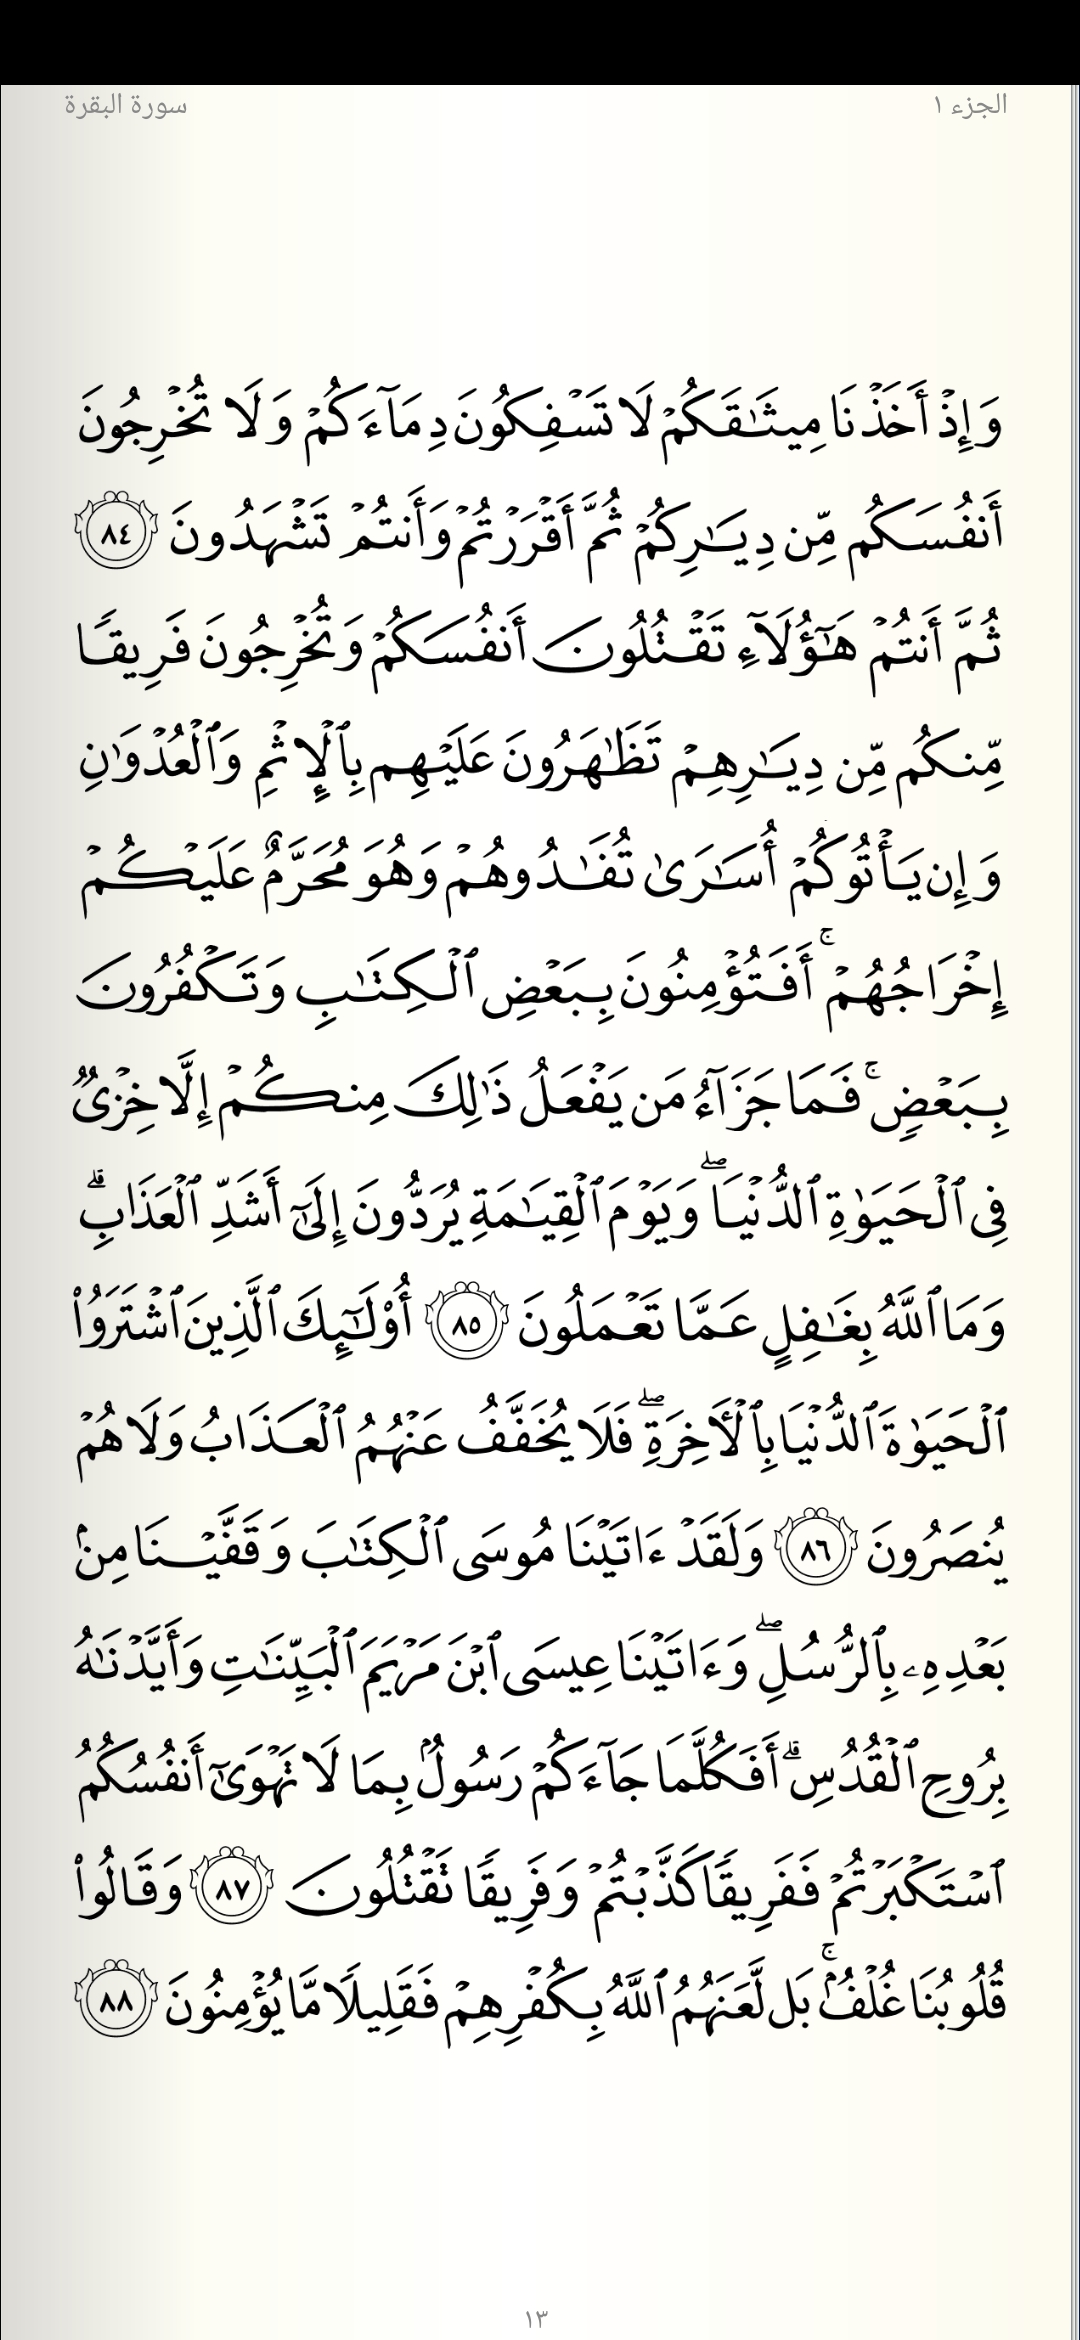 الجزء ١
سورة البقرة
وَإِذۡ أَخَذۡنَا مِيثَٰقَكُمۡ لَا تَسۡفِكُونَ دِمَآءَكُمۡ وَلَا تُخۡرِجُونَ
أَنفُسَكُم مِّن دِيَٰرِكُمۡ ثُمَّ أَقۡرَرۡتُمۡ وَأَنتُمۡ تَشۡهَدُونَ ٨٤
ثُمَّ أَنتُمۡ هَٰٓؤُلَآءِ تَقۡتُلُونَ أَنفُسَكُمۡ وَتُخۡرِجُونَ فَرِيقٗا
مِّنكُم مِّن دِيَٰرِهِمۡ تَظَٰهَرُونَ عَلَيۡهِم بِٱلۡإِثۡمِ وَٱلۡعُدۡوَٰنِ
وَإِن يَأۡتُوكُمۡ أُسَٰرَىٰ تُفَٰدُوهُمۡ وَهُوَ مُحَرَّمٌ عَلَيۡكُمۡ
إِخۡرَاجُهُمۡۚ أَفَتُؤۡمِنُونَ بِبَعۡضِ ٱلۡكِتَٰبِ وَتَكۡفُرُونَ
بِبَعۡضٖۚ فَمَا جَزَآءُ مَن يَفۡعَلُ ذَٰلِكَ مِنكُمۡ إِلَّا خِزۡيٞ
فِي ٱلۡحَيَوٰةِ ٱلدُّنۡيَاۖ وَيَوۡمَ ٱلۡقِيَٰمَةِ يُرَدُّونَ إِلَىٰٓ أَشَدِّ ٱلۡعَذَابِۗ
وَمَا ٱللَّهُ بِغَٰفِلٍ عَمَّا تَعۡمَلُونَ ٨٥ أُوْلَٰٓئِكَ ٱلَّذِينَ ٱشۡتَرَوُاْ
ٱلۡحَيَوٰةَ ٱلدُّنۡيَا بِٱلۡأٓخِرَةِۖ فَلَا يُخَفَّفُ عَنۡهُمُ ٱلۡعَذَابُ وَلَا هُمۡ
يُنصَرُونَ ٨٦ وَلَقَدۡ ءَاتَيۡنَا مُوسَى ٱلۡكِتَٰبَ وَقَفَّيۡنَا مِنۢ
بَعۡدِهِۦ بِٱلرُّسُلِۖ وَءَاتَيۡنَا عِيسَى ٱبۡنَ مَرۡيَمَ ٱلۡبَيِّنَٰتِ وَأَيَّدۡنَٰهُ
بِرُوحِ ٱلۡقُدُسِۗ أَفَكُلَّمَا جَآءَكُمۡ رَسُولُۢ بِمَا لَا تَهۡوَىٰٓ أَنفُسُكُمُ
ٱسۡتَكۡبَرۡتُمۡ فَفَرِيقٗا كَذَّبۡتُمۡ وَفَرِيقٗا تَقۡتُلُونَ ٨٧ وَقَالُواْ
قُلُوبُنَا غُلۡفُۢۚ بَل لَّعَنَهُمُ ٱللَّهُ بِكُفۡرِهِمۡ فَقَلِيلٗا مَّا يُؤۡمِنُونَ ٨٨
١٣